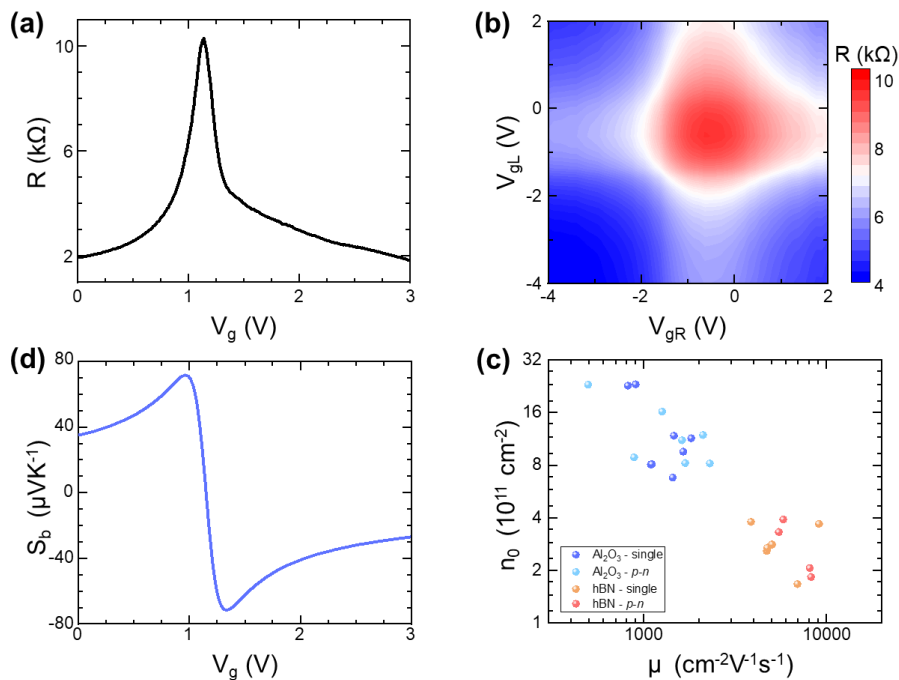 (a)
10
6
2
R (kΩ)
0
1
2
3
V_g (V)
(b)
2
0
-2
-4
V_gL (V)
-4
-2
0
2
V_gR (V)
R (kΩ)
10
8
6
4
(d)
80
40
0
-40
-80
S_b (µVK⁻¹)
0
1
2
3
V_g (V)
(c)
32
16
8
4
2
1
n₀ (10¹¹ cm⁻²)
Al₂O₃ - single
Al₂O₃ - p-n
hBN - single
hBN - p-n
1000
10000
µ (cm⁻²V⁻¹s⁻¹)